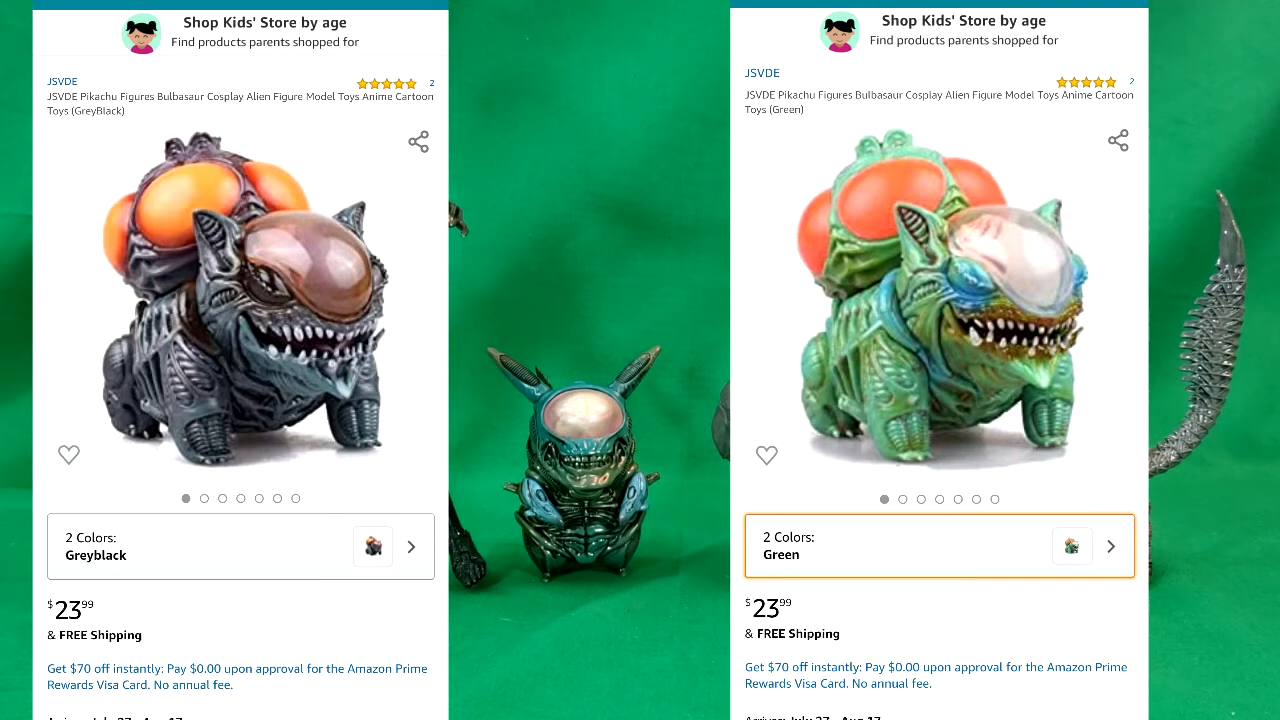 Shop Kids' Store by age
Find products parents shopped for
JSVDE
2
JSVDE Pikachu Figures Bulbasaur Cosplay Alien Figure Model Toys Anime Cartoon
Toys (GreyBlack)
2 Colors:
Greyblack
$2399
& FREE Shipping
Get $70 off instantly: Pay $0.00 upon approval for the Amazon Prime
Rewards Visa Card. No annual fee.
Shop Kids' Store by age
Find products parents shopped for
JSVDE
2
JSVDE Pikachu Figures Bulbasaur Cosplay Alien Figure Model Toys Anime Cartoon
Toys (Green)
2 Colors:
Green
$2399
& FREE Shipping
Get $70 off instantly: Pay $0.00 upon approval for the Amazon Prime
Rewards Visa Card. No annual fee.